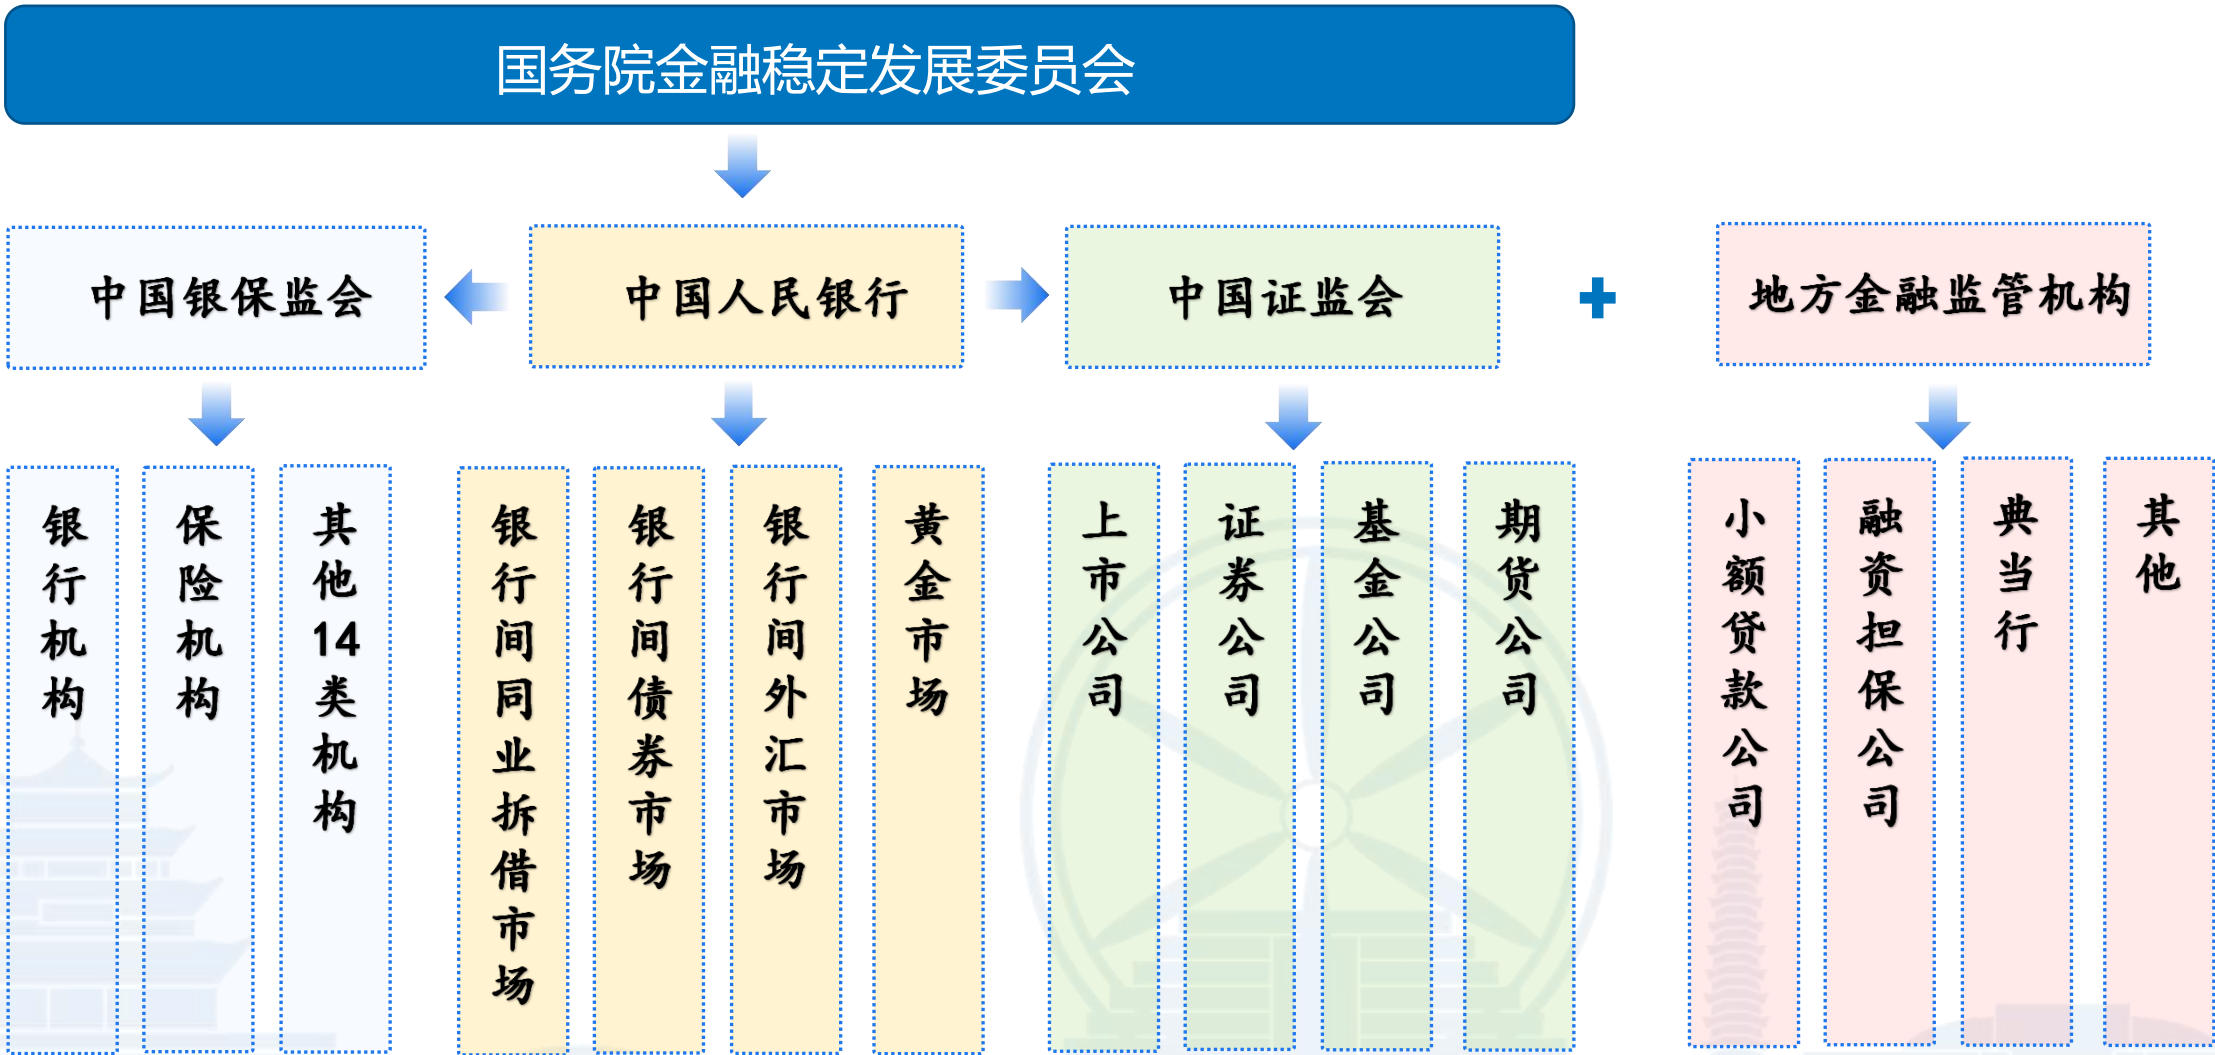 国务院金融稳定发展委员会
中国银保监会
中国人民银行
中国证监会
地方金融监管机构
银行机构
保险机构
其他14类机构
银行间同业拆借市场
银行间债券市场
银行间外汇市场
黄金市场
上市公司
证券公司
基金公司
期货公司
小额贷款公司
融资担保公司
典当行
其他